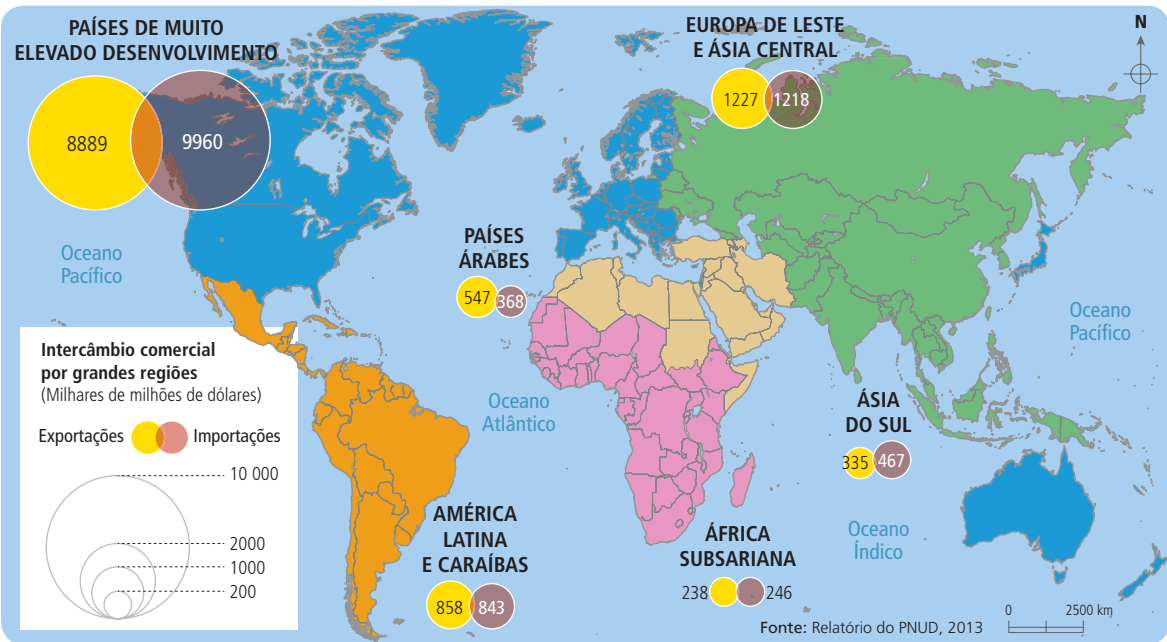 PAÍSES DE MUITO
ELEVADO DESENVOLVIMENTO
8889
9960
EUROPA DE LESTE
E ÁSIA CENTRAL
1227
1218
N
Oceano
Pacífico
PAÍSES
ÁRABES
547
368
Oceano
Pacífico
Intercâmbio comercial
por grandes regiões
(Milhares de milhões de dólares)
Exportações
Importações
10 000
2000
1000
200
Oceano
Atlântico
ÁSIA
DO SUL
335
467
AMÉRICA
LATINA
E CARAÍBAS
858
843
ÁFRICA
SUBSARIANA
238
246
Oceano
Índico
0
2500 km
Fonte: Relatório do PNUD, 2013